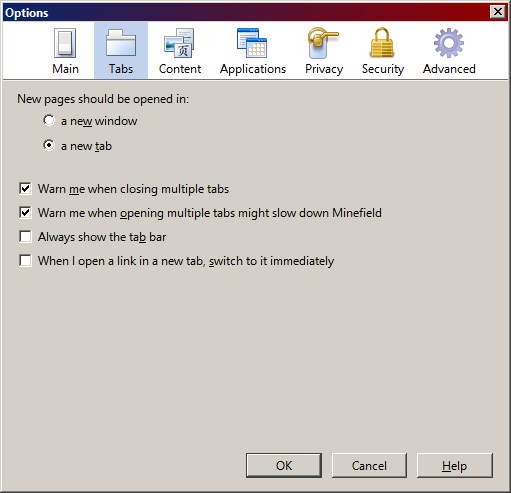 Options
Main Tabs Content Applications Privacy Security Advanced
New pages should be opened in:
a new window
a new tab
Warn me when closing multiple tabs
Warn me when opening multiple tabs might slow down Minefield
Always show the tab bar
When I open a link in a new tab, switch to it immediately
OK Cancel Help